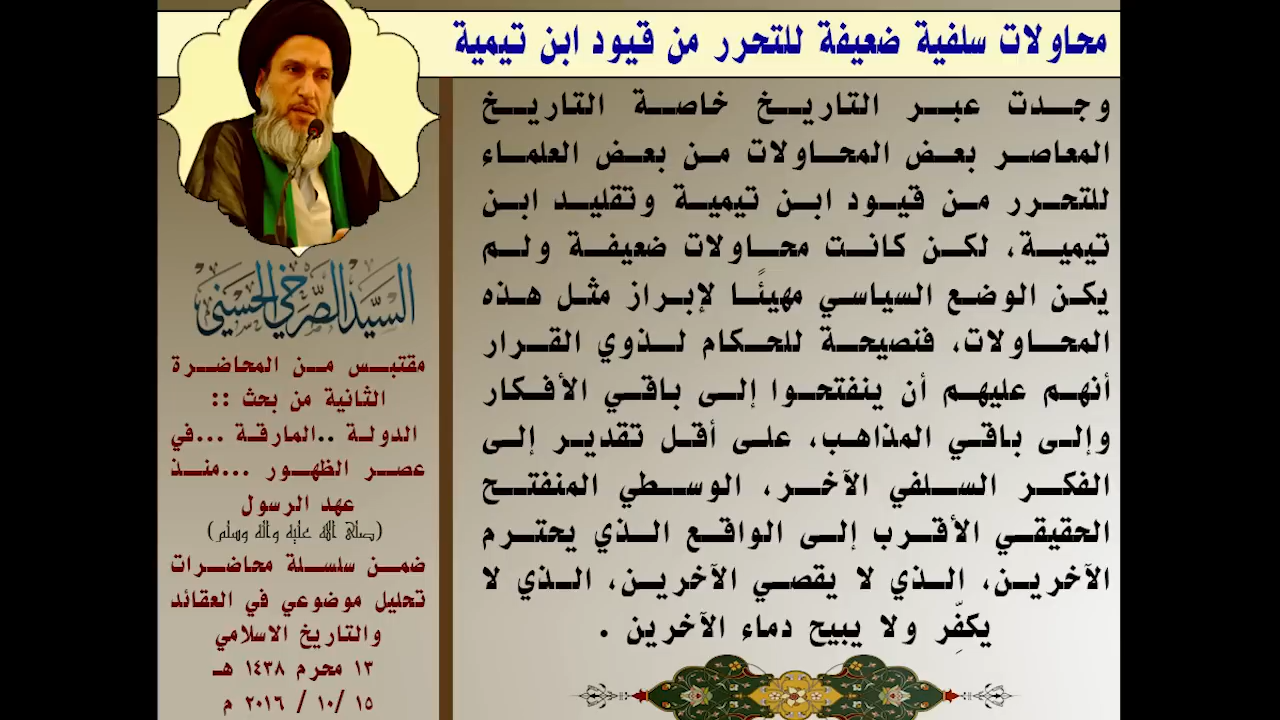 محاولات سلفية ضعيفة للتحرر من قيود ابن تيمية
وجدت عبر التاريخ خاصة التاريخ
المعاصر بعض المحاولات من بعض العلماء
للتحرر من قيود ابن تيمية وتقليد ابن
تيمية، لكن كانت محاولات ضعيفة ولم
يكن الوضع السياسي مهيئًا لإبراز مثل هذه
المحاولات، فنصيحة للحكام لذوي القرار
أنهم عليهم أن ينفتحوا إلى باقي الأفكار
وإلى باقي المذاهب، على أقل تقدير إلى
الفكر السلفي الآخر، الوسطي المنفتح
الحقيقي الأقرب إلى الواقع الذي يحترم
الآخرين، الذي لا يقصي الآخرين، الذي لا
يكفِّر ولا يبيح دماء الآخرين .
السيد الصرخي الحسني
مقتبس من المحاضرة
الثانية من بحث ::
الدولة ..المارقة ...في
عصر الظهور ...منذ
عهد الرسول
(صلى الله عليه وآله وسلم)
ضمن سلسلة محاضرات
تحليل موضوعي في العقائد
والتاريخ الاسلامي
١٣ محرم ١٤٣٨ هـ
١٥ /١٠ / ٢٠١٦ م